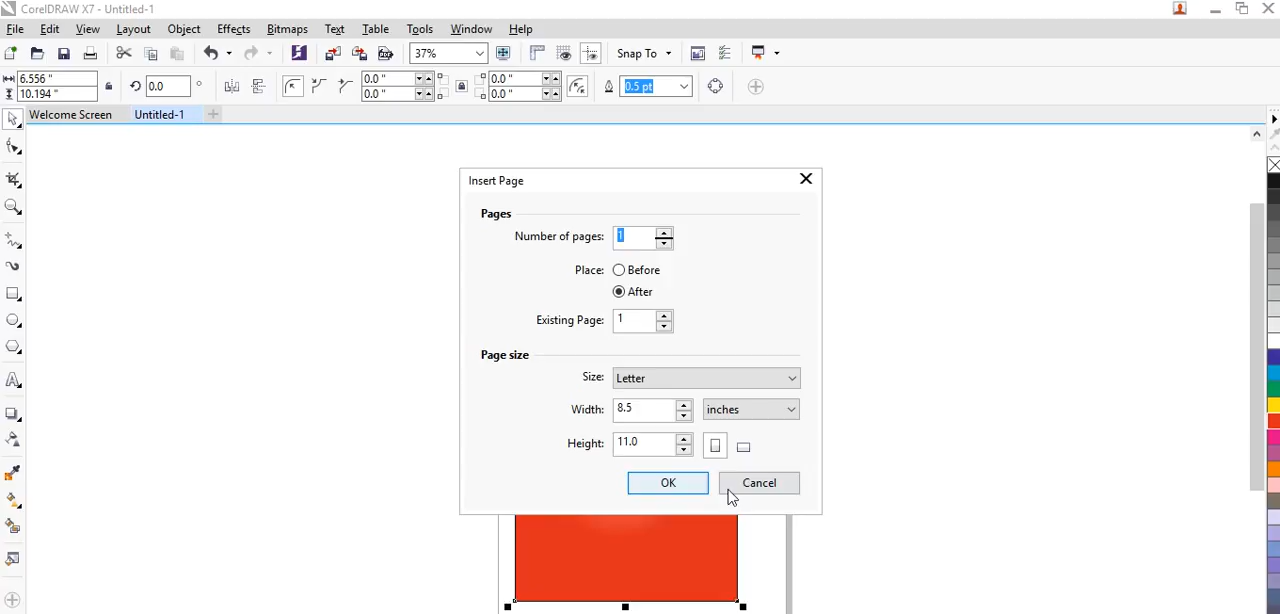 CorelDRAW X7 - Untitled-1
File Edit View Layout Object Effects Bitmaps Text Table Tools Window Help
37% Snap To
6.556 " 10.194 " 0.0 ° 0.0 " 0.0 " 0.0 " 0.0 " 0.5 pt
Welcome Screen Untitled-1
Insert Page
Pages
Number of pages: 1
Place: Before
After
Existing Page: 1
Page size
Size: Letter
Width: 8.5 inches
Height: 11.0
OK Cancel